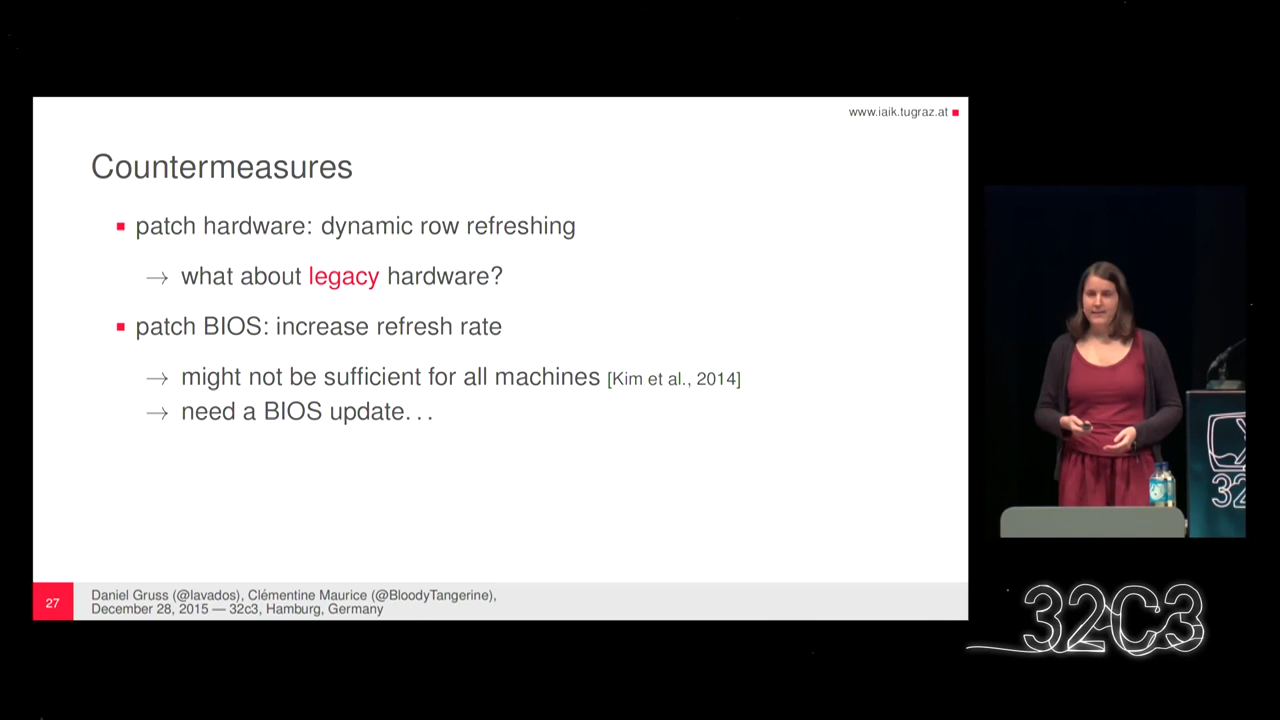 www.iaik.tugraz.at
Countermeasures
patch hardware: dynamic row refreshing
→ what about legacy hardware?
patch BIOS: increase refresh rate
→ might not be sufficient for all machines [Kim et al., 2014]
→ need a BIOS update. . .
27
Daniel Gruss (@lavados), Clémentine Maurice (@BloodyTangerine),
December 28, 2015 — 32c3, Hamburg, Germany
32
32C3